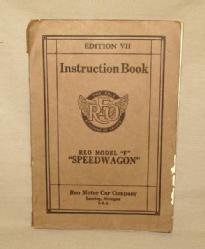 EDITION VII
Instruction Book
REO
REO MODEL "F"
"SPEEDWAGON"
Reo Motor Car Company
Lansing, Michigan
U.S.A.